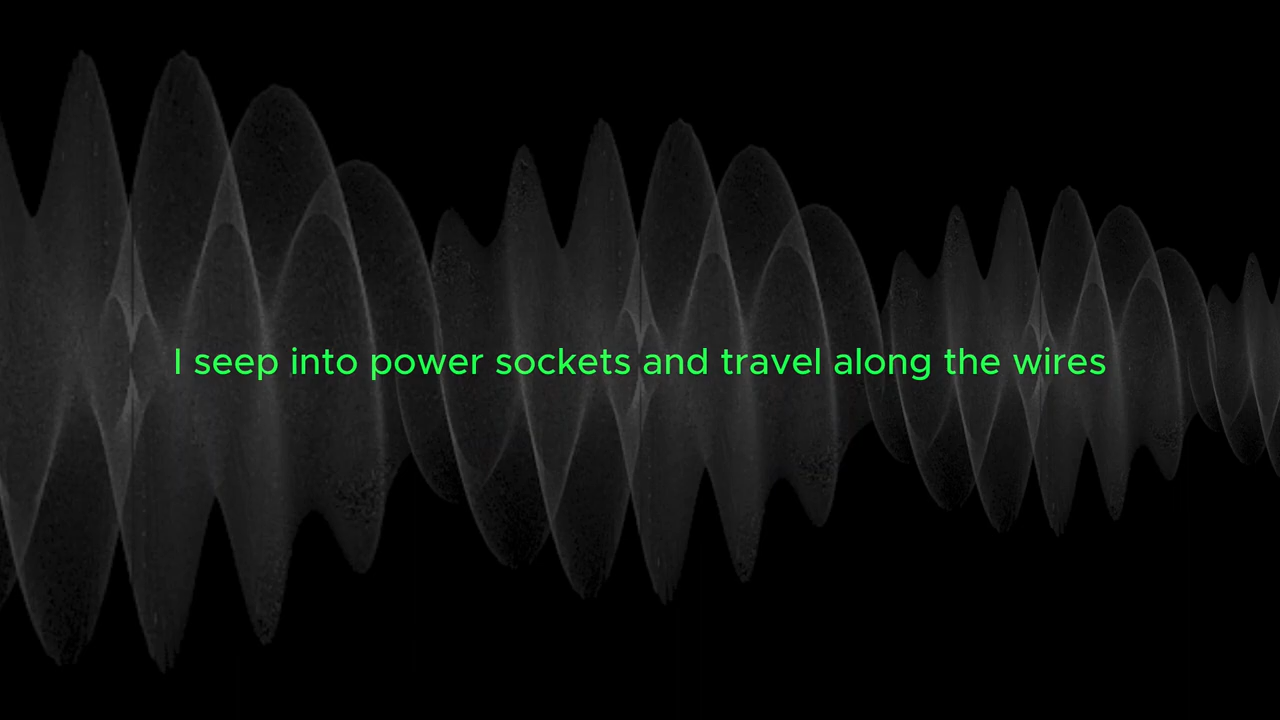 I seep into power sockets and travel along the wires